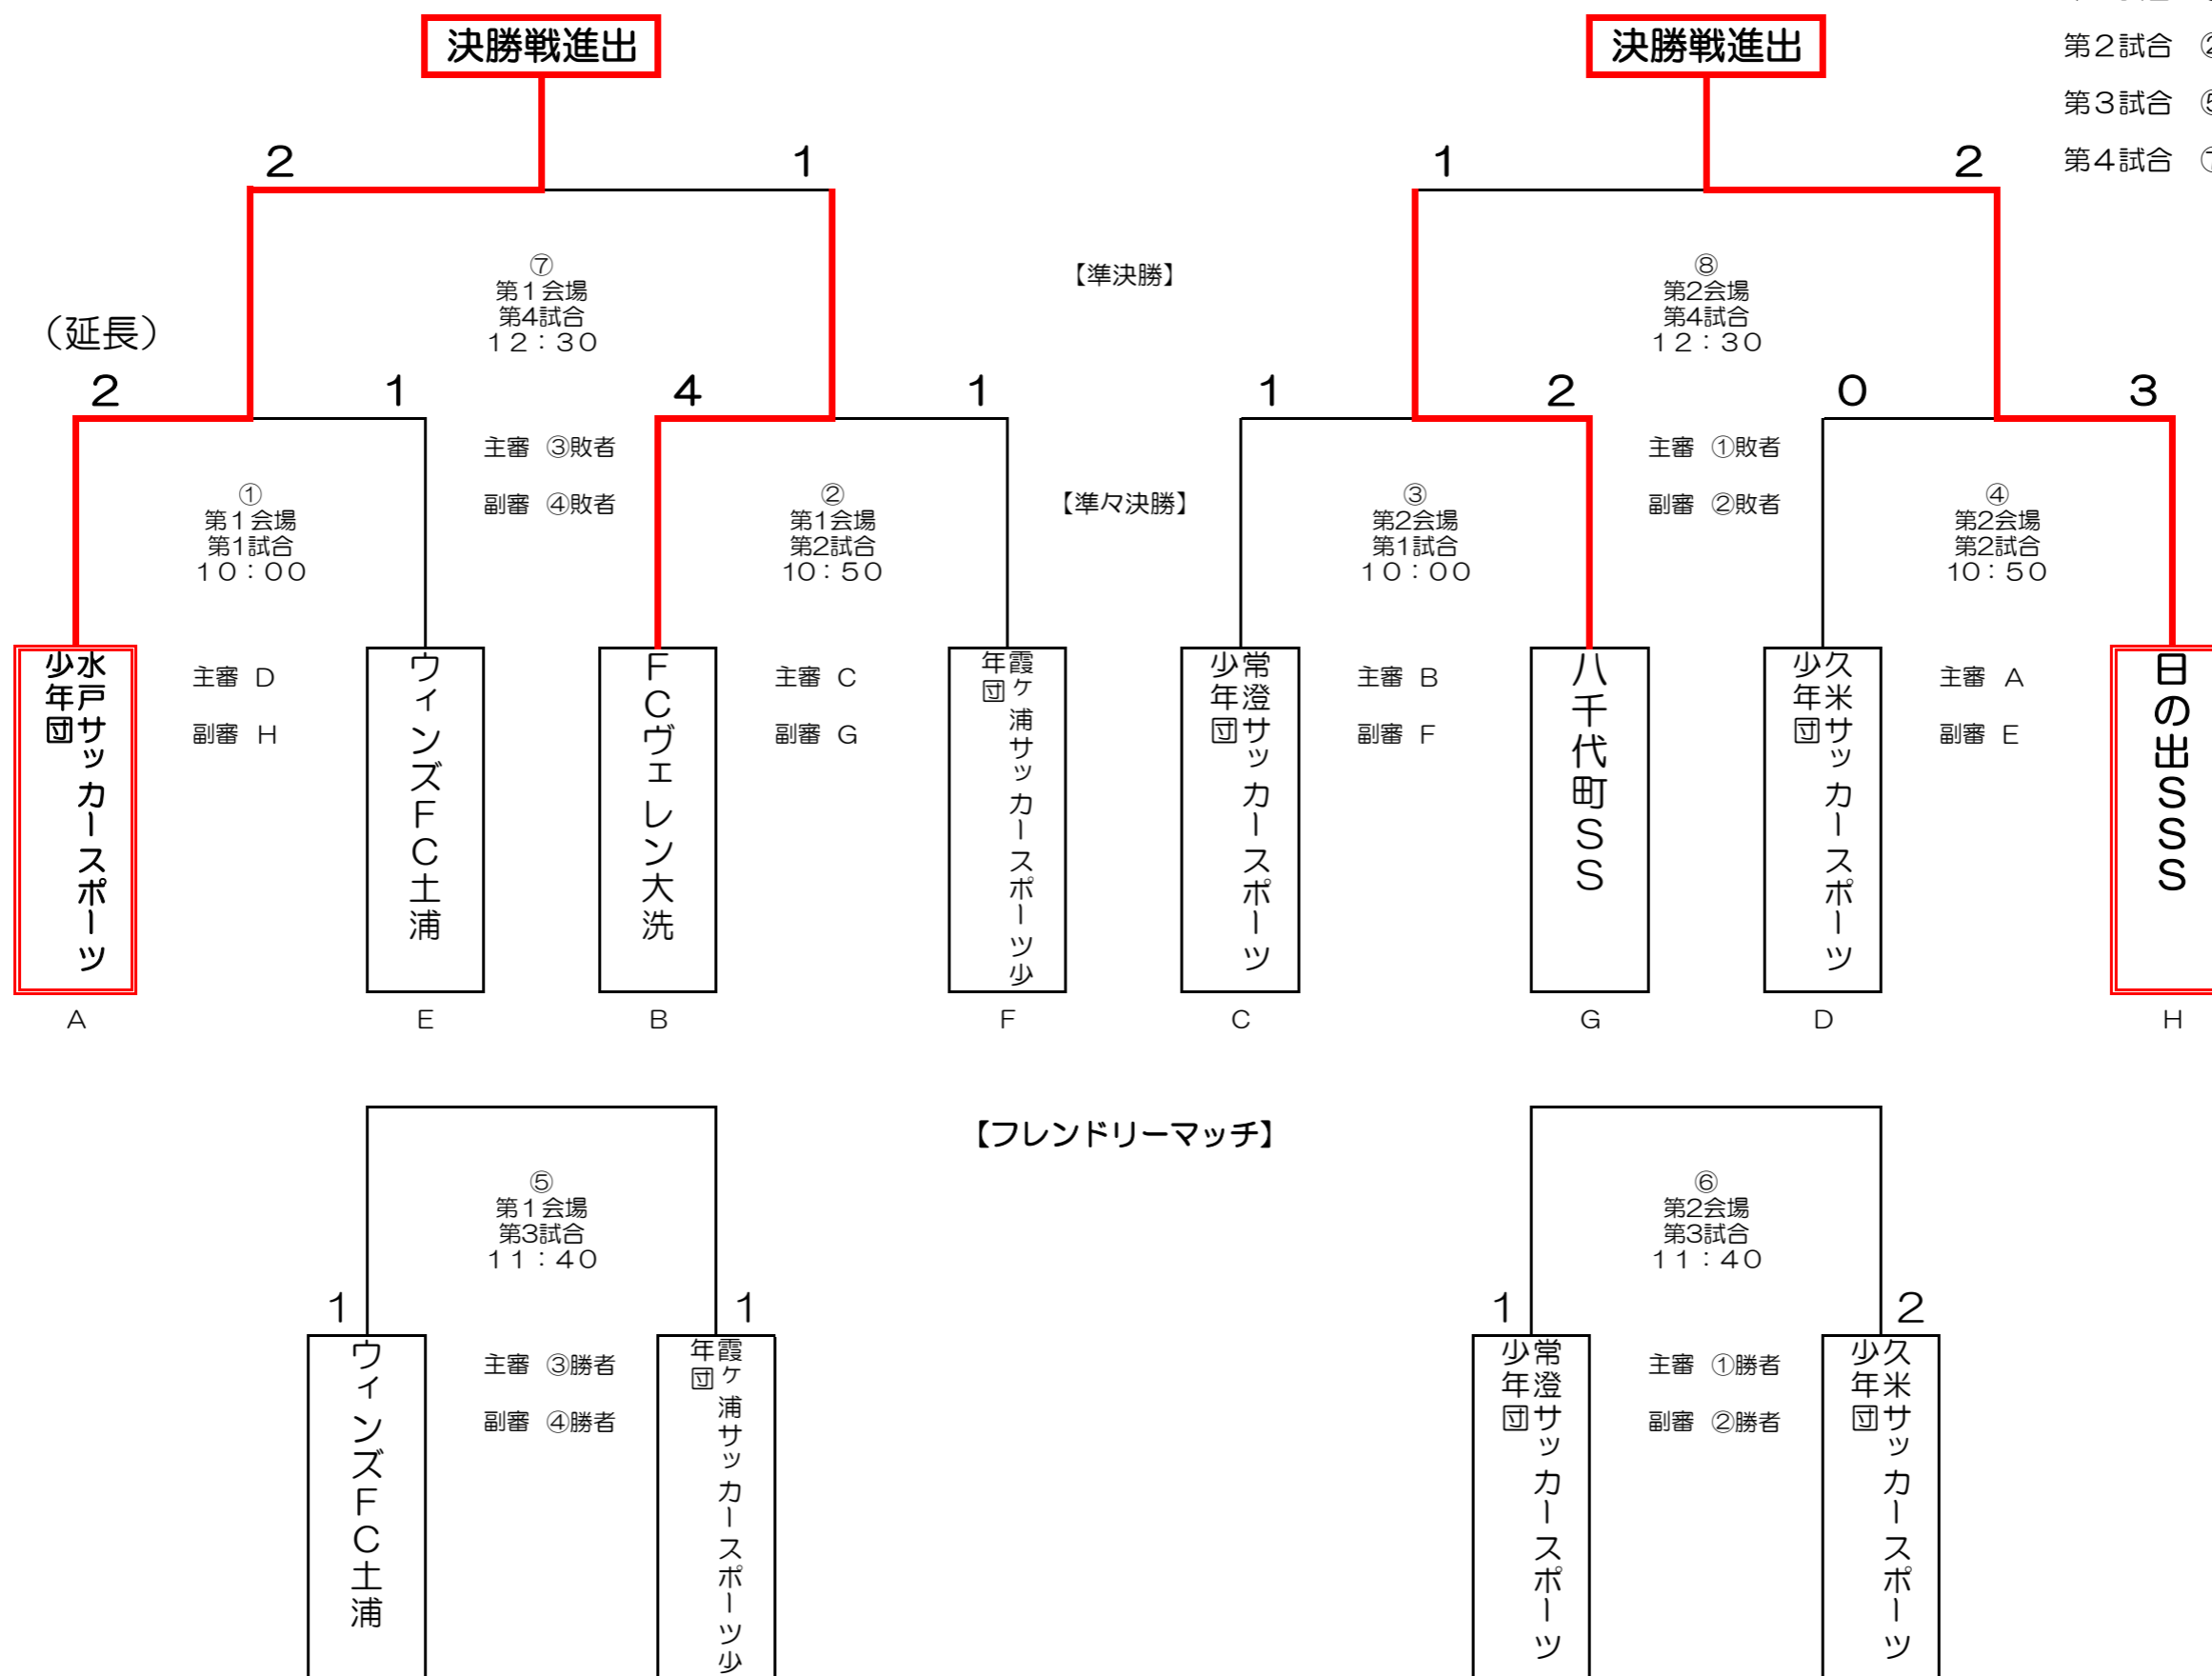 決勝戦進出
決勝戦進出
第2試合
第3試合
第4試合
2
1
1
2
⑦
第1会場
第4試合
12:30
【準決勝】
⑧
第2会場
第4試合
12:30
（延長）
2
1
4
1
1
2
0
3
主審 ③敗者
副審 ④敗者
主審 ①敗者
副審 ②敗者
①
第1会場
第1試合
10:00
②
第1会場
第2試合
10:50
【準々決勝】
③
第2会場
第1試合
10:00
④
第2会場
第2試合
10:50
水戸サッカースポーツ
少年団
主審 D
副審 H
ウィンズFC土浦
FCヴェレン大洗
主審 C
副審 G
霞ヶ浦サッカースポーツ少
年団
常澄サッカースポーツ
少年団
主審 B
副審 F
八千代町SS
久米サッカースポーツ
少年団
主審 A
副審 E
日の出SSS
A
E
B
F
C
G
D
H
【フレンドリーマッチ】
⑤
第1会場
第3試合
11:40
⑥
第2会場
第3試合
11:40
1
1
1
2
ウィンズFC土浦
主審 ③勝者
副審 ④勝者
霞ヶ浦サッカースポーツ少
年団
常澄サッカースポーツ
少年団
主審 ①勝者
副審 ②勝者
久米サッカースポーツ
少年団